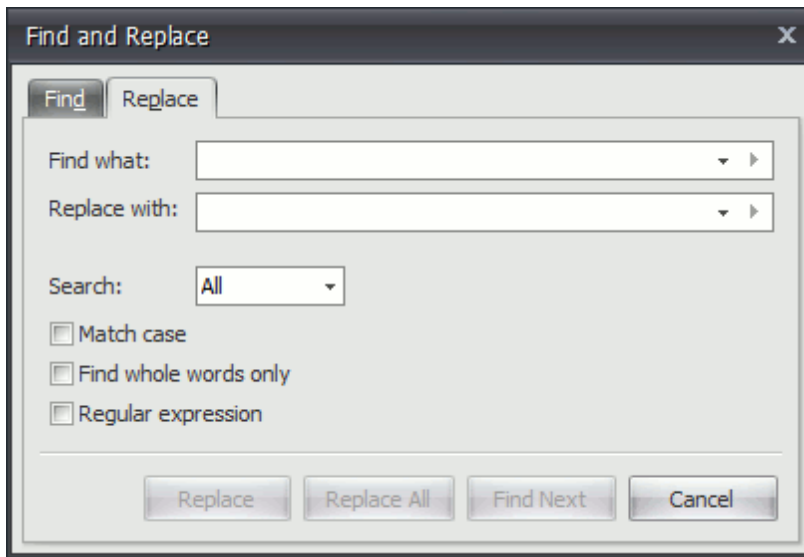 Find and Replace x
Find Replace
Find what:
Replace with:
Search: All
Match case
Find whole words only
Regular expression
Replace Replace All Find Next Cancel